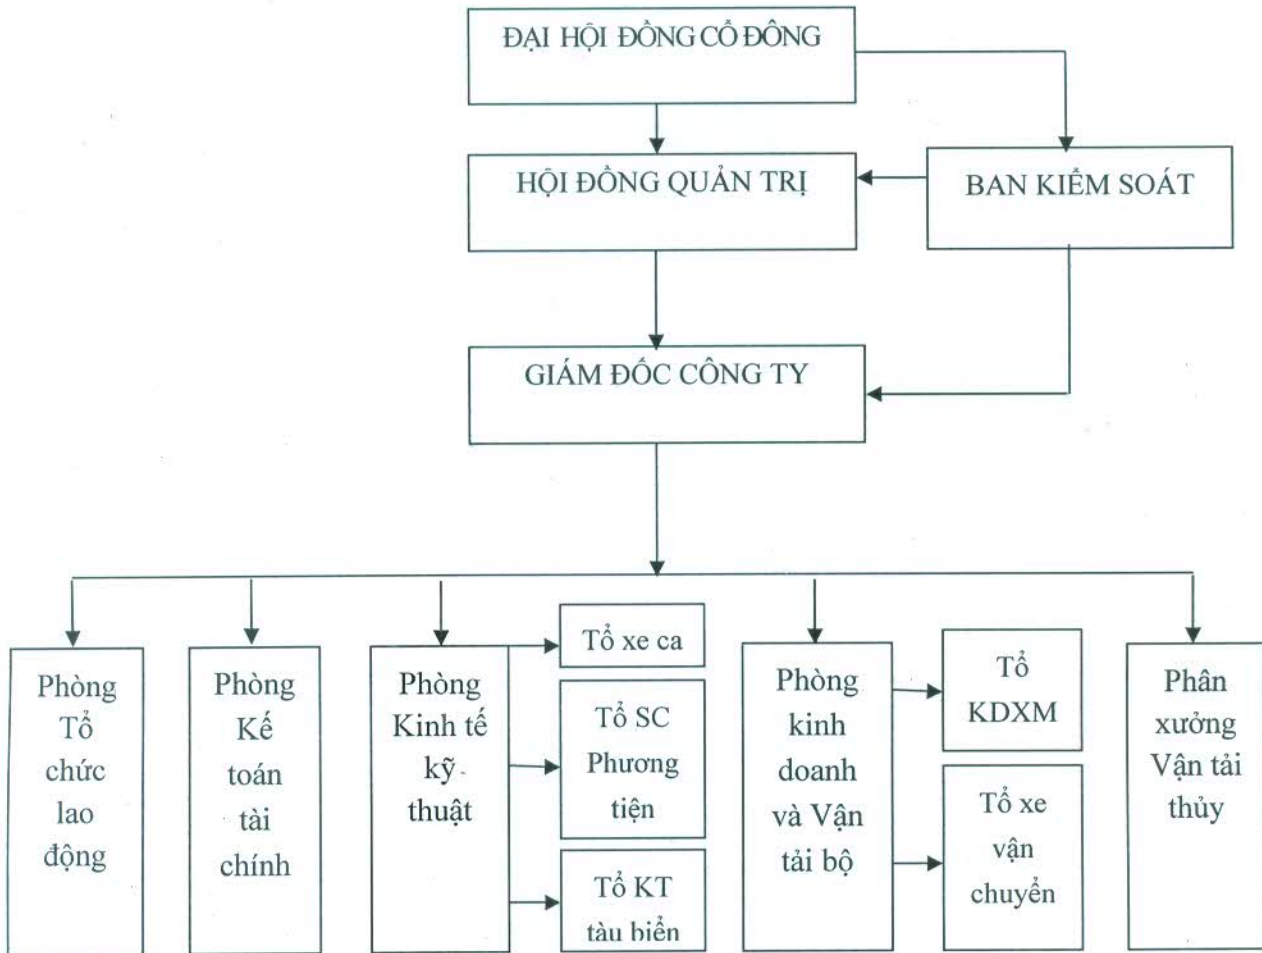 ĐẠI HỘI ĐỒNG CỔ ĐÔNG
HỘI ĐỒNG QUẢN TRỊ
BAN KIỂM SOÁT
GIÁM ĐỐC CÔNG TY
Phòng
Tổ
chức
lao
động
Phòng
Kế
toán
tài
chính
Phòng
Kinh tế
kỹ
thuật
Tổ xe ca
Tổ SC
Phương
tiện
Tổ KT
tàu biển
Phòng
kinh
doanh
và Vận
tải bộ
Tổ
KDXM
Tổ xe
vận
chuyển
Phân
xưởng
Vận tải
thủy